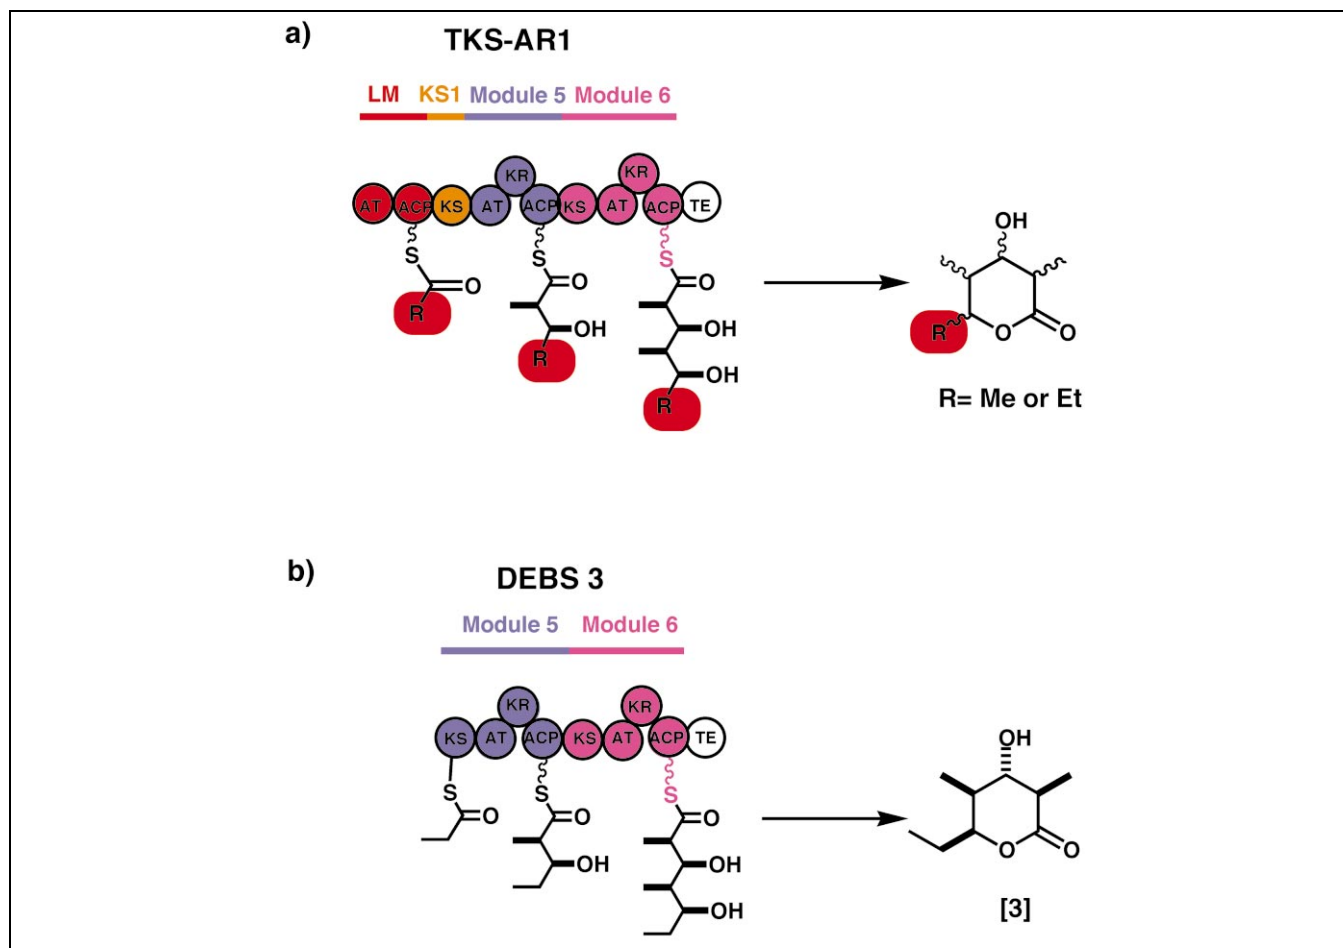 a)
TKS-AR1
LM KS1 Module 5 Module 6
KR KR
AT ACP KS AT ACP KS AT ACP TE
S S S
O O O
R OH OH
R OH
R
OH
R O O
R= Me or Et
b)
DEBS 3
Module 5 Module 6
KR KR
KS AT ACP KS AT ACP TE
S S S
O O O
OH OH
OH
OH
O O
[3]